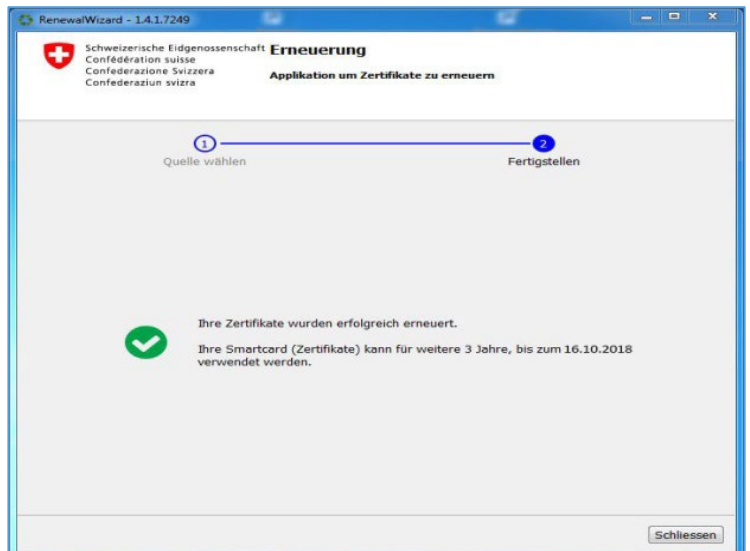 RenewalWizard - 1.4.1.7249
Schweizerische Eidgenossenschaft
Confédération suisse
Confederazione Svizzera
Confederaziun svizra
Erneuerung
Applikation um Zertifikate zu erneuern
1
2
Quelle wählen
Fertigstellen
Ihre Zertifikate wurden erfolgreich erneuert.
Ihre Smartcard (Zertifikate) kann für weitere 3 Jahre, bis zum 16.10.2018
verwendet werden.
Schliessen